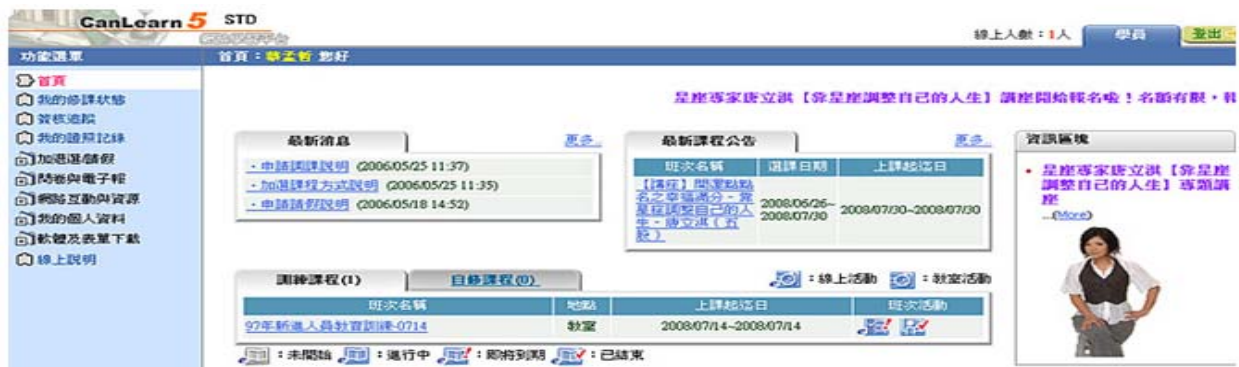 CanLearn 5 STD
線上人數：1人 學員 登出
功能選單
首頁： 您好
首頁
我的修課狀態
簽核追蹤
我的證照記錄
加退選/請假
問卷與電子報
網路互動與資源
我的個人資料
軟體及表單下載
線上說明
星座專家唐立淇【靠星座調整自己的人生】講座開始報名啦！名額有限，
最新消息 更多..
・申請調課說明 (2006/05/25 11:37)
・加選課程方式說明 (2006/05/25 11:35)
・申請請假說明 (2006/05/18 14:52)
最新課程公告 更多..
班次名稱 選課日期 上課起迄日
【講座】開運點點
名之幸福滿分-靠
星座調整自己的人
生-唐立淇（五
股）
2008/06/26~
2008/07/30
2008/07/30~2008/07/30
資訊區塊
星座專家唐立淇【靠星座
調整自己的人生】專題講
座
...(More)
訓練課程(1) 自修課程(0)
：線上活動 ：教室活動
班次名稱 地點 上課起迄日 班次活動
97年新進人員教育訓練-0714 教室 2008/07/14~2008/07/14
：未開始 ：進行中 ：即將到期 ：已結束